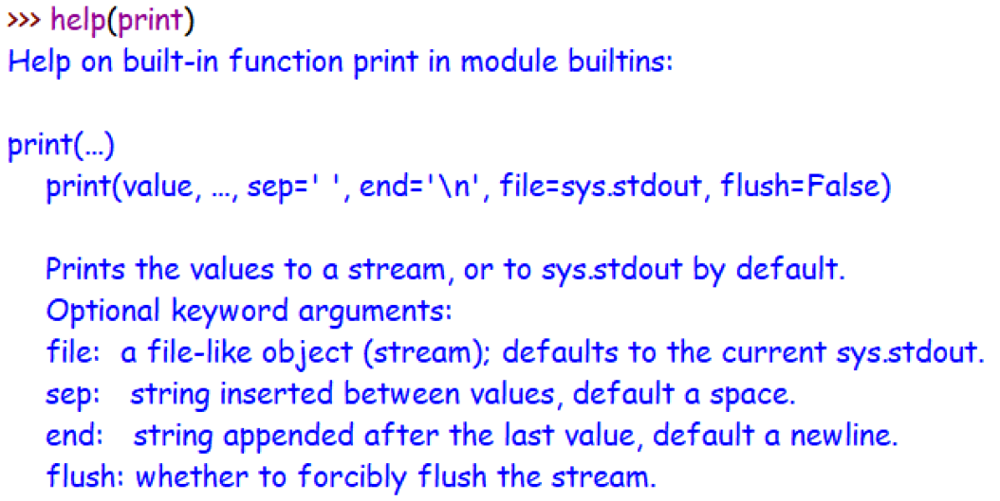 >>> help(print)
Help on built-in function print in module builtins:

print(...)
    print(value, ..., sep=' ', end='\n', file=sys.stdout, flush=False)

    Prints the values to a stream, or to sys.stdout by default.
    Optional keyword arguments:
    file:  a file-like object (stream); defaults to the current sys.stdout.
    sep:   string inserted between values, default a space.
    end:   string appended after the last value, default a newline.
    flush: whether to forcibly flush the stream.